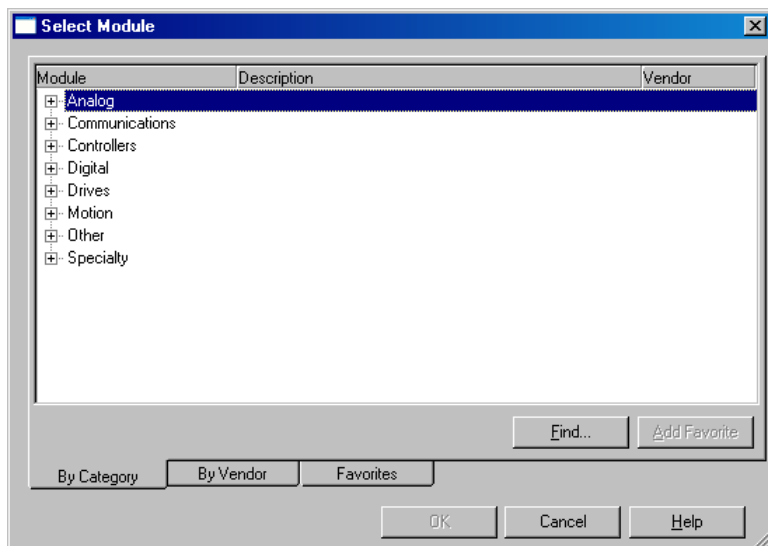 Select Module
Module Description Vendor
Analog
Communications
Controllers
Digital
Drives
Motion
Other
Specialty
Find... Add Favorite
By Category By Vendor Favorites
OK Cancel Help